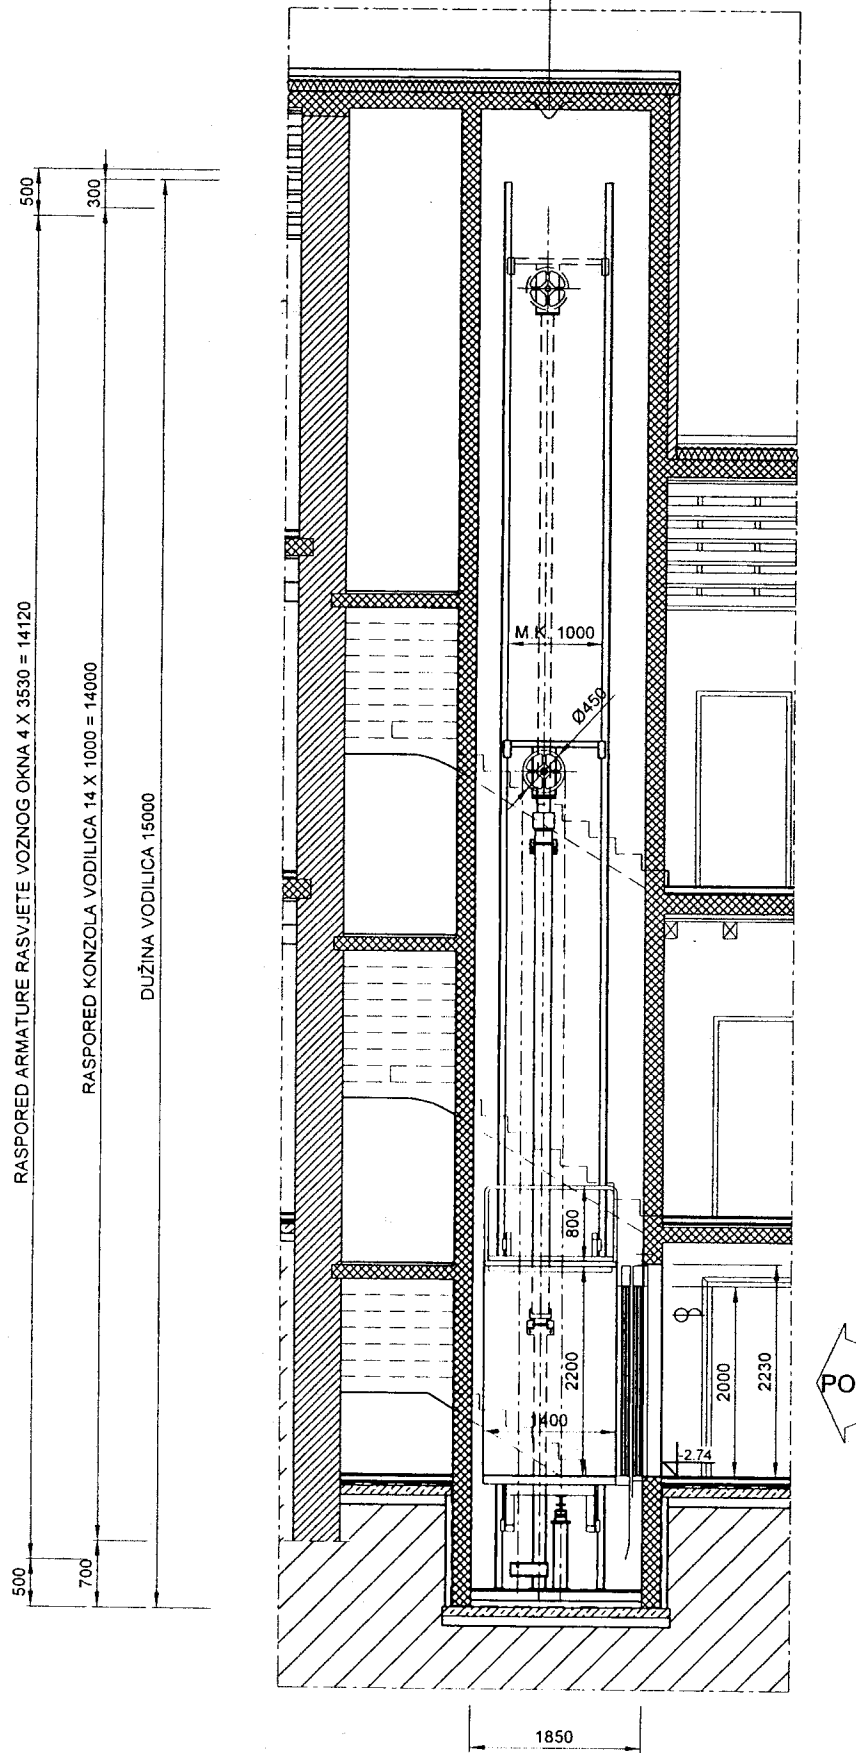 500
300
RASPORED ARMATURE RASVJETE VOZNOG OKNA 4 X 3530 = 14120
RASPORED KONZOLA VODILICA 14 X 1000 = 14000
DUŽINA VODILICA 15000
M.K. 1000
Ø450
800
2200
1400
2000
2230
-2.74
PO
500
700
1850